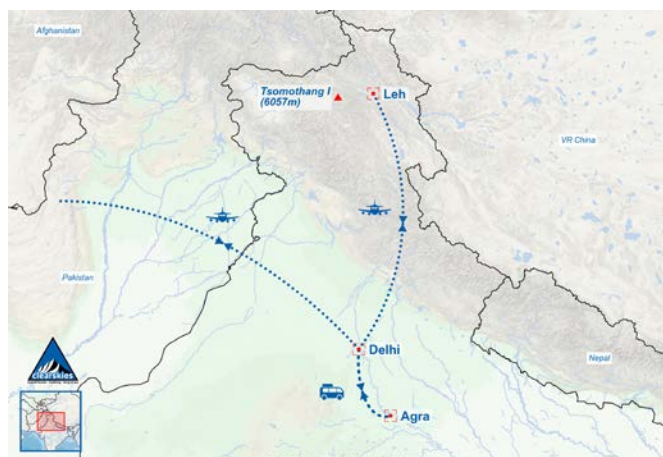 Afghanistan
Tsomothang I
(6057m)
Leh
VR China
Pakistan
Delhi
Nepal
clearskies
Agra